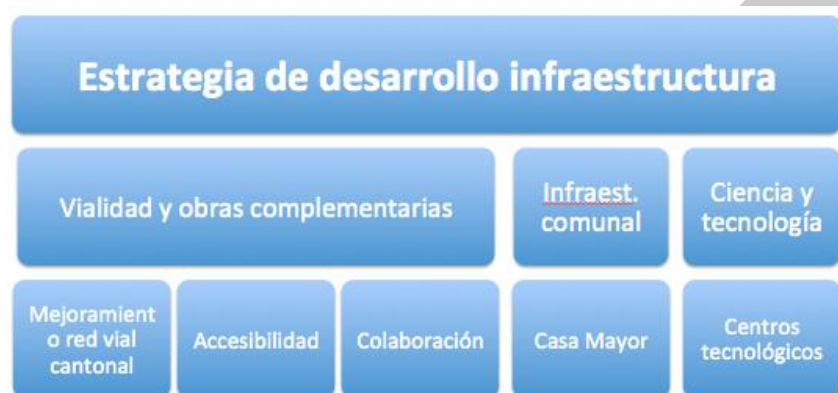 Estrategia de desarrollo infraestructura
Vialidad y obras complementarias
Infraest.
comunal
Ciencia y
tecnología
Mejoramient
o red vial
cantonal
Accesibilidad
Colaboración
Casa Mayor
Centros
tecnológicos